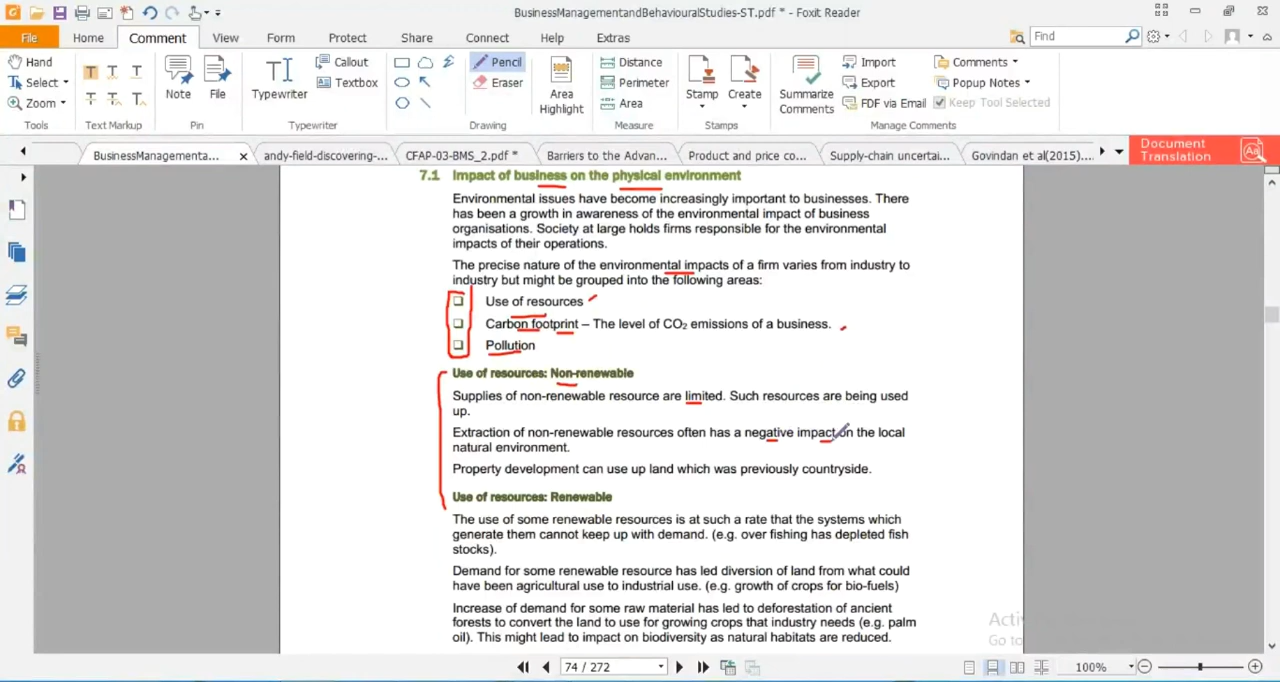 BusinessManagementandBehaviouralStudies-ST.pdf * - Foxit Reader
File Home Comment View Form Protect Share Connect Help Extras Find
Hand
Select
Zoom
Tools
T T T
T T T
Text Markup
Note File
Pin
Typewriter Callout
Textbox
Typewriter
Pencil
Eraser
Area Highlight
Drawing
Distance
Perimeter
Area
Measure
Stamp Create
Stamps
Summarize Comments
Import
Export
FDF via Email
Comments
Popup Notes
Keep Tool Selected
Manage Comments
BusinessManagementa... andy-field-discovering-... CFAP-03-BMS_2.pdf * Barriers to the Advan... Product and price co... Supply-chain uncertai... Govindan et al(2015)....
Document Translation
7.1 Impact of business on the physical environment
Environmental issues have become increasingly important to businesses. There
has been a growth in awareness of the environmental impact of business
organisations. Society at large holds firms responsible for the environmental
impacts of their operations.
The precise nature of the environmental impacts of a firm varies from industry to
industry but might be grouped into the following areas:
❑ Use of resources
❑ Carbon footprint – The level of CO₂ emissions of a business.
❑ Pollution
Use of resources: Non-renewable
Supplies of non-renewable resource are limited. Such resources are being used
up.
Extraction of non-renewable resources often has a negative impact on the local
natural environment.
Property development can use up land which was previously countryside.
Use of resources: Renewable
The use of some renewable resources is at such a rate that the systems which
generate them cannot keep up with demand. (e.g. over fishing has depleted fish
stocks).
Demand for some renewable resource has led diversion of land from what could
have been agricultural use to industrial use. (e.g. growth of crops for bio-fuels)
Increase of demand for some raw material has led to deforestation of ancient
forests to convert the land to use for growing crops that industry needs (e.g. palm
oil). This might lead to impact on biodiversity as natural habitats are reduced.
Go to
74 / 272
100%